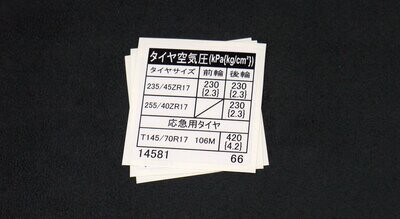 タイヤ空気圧(kPa{kg/cm²})
タイヤサイズ 前輪 後輪
235/45ZR17 230{2.3} 230{2.3}
255/40ZR17 230{2.3}
応急用タイヤ
T145/70R17 106M 420{4.2}
14581 66